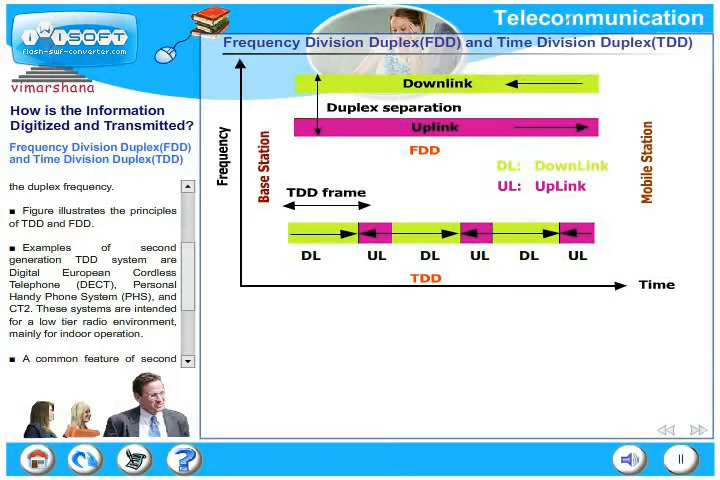 iWiSOFT
flash-swf-converter.com
Telecommunication
vimarshana
How is the Information
Digitized and Transmitted?
Frequency Division Duplex(FDD)
and Time Division Duplex(TDD)
the duplex frequency.
■ Figure illustrates the principles
of TDD and FDD.
■ Examples of second
generation TDD system are
Digital European Cordless
Telephone (DECT), Personal
Handy Phone System (PHS), and
CT2. These systems are intended
for a low tier radio environment,
mainly for indoor operation.
■ A common feature of second
Frequency Division Duplex(FDD) and Time Division Duplex(TDD)
Downlink
Duplex separation
Uplink
FDD
DL: DownLink
UL: UpLink
Frequency
Base Station
Mobile Station
TDD frame
DL UL DL UL DL UL
TDD
Time